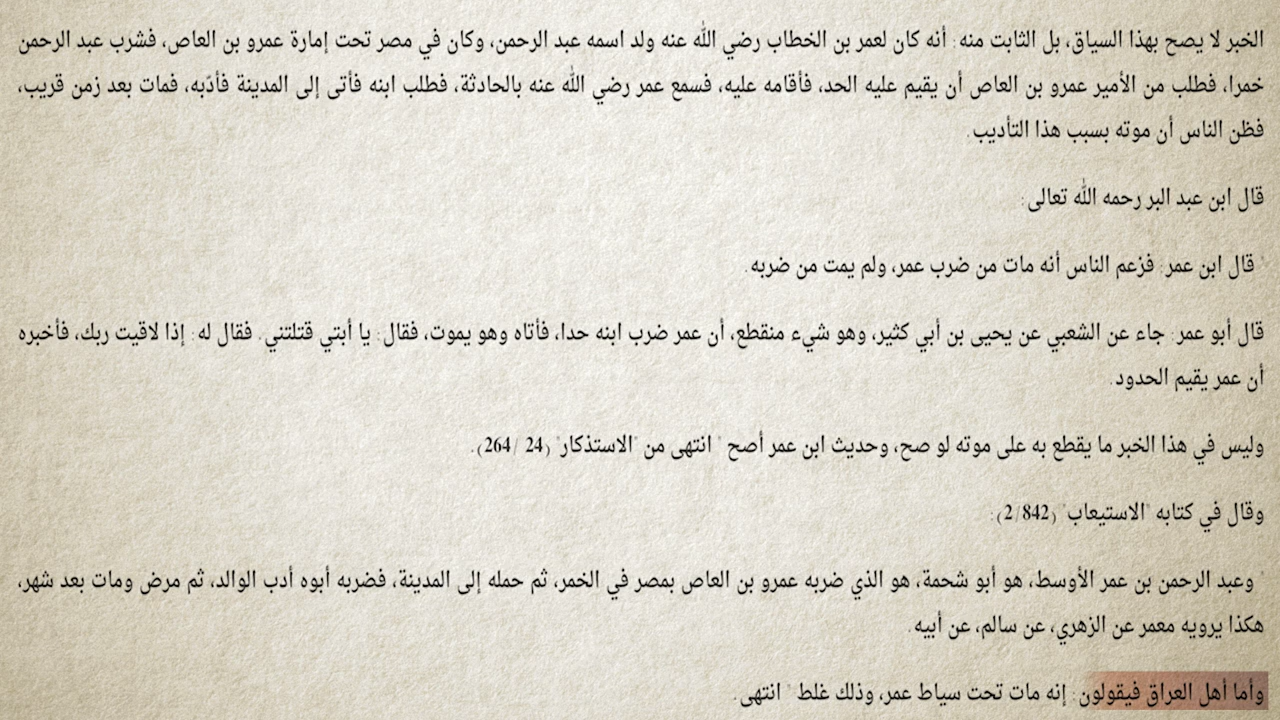 الخبر لا يصح بهذا السياق، بل الثابت منه: أنه كان لعمر بن الخطاب رضي الله عنه ولد اسمه عبد الرحمن، وكان في مصر تحت إمارة عمرو بن العاص، فشرب عبد الرحمن
خمرا، فطلب من الأمير عمرو بن العاص أن يقيم عليه الحد، فأقامه عليه، فسمع عمر رضي الله عنه بالحادثة، فطلب ابنه فأتى إلى المدينة فأدّبه، فمات بعد زمن قريب،
فظن الناس أن موته بسبب هذا التأديب.
قال ابن عبد البر رحمه الله تعالى:
" قال ابن عمر: فزعم الناس أنه مات من ضرب عمر، ولم يمت من ضربه.
قال أبو عمر: جاء عن الشعبي عن يحيى بن أبي كثير، وهو شيء منقطع، أن عمر ضرب ابنه حدا، فأتاه وهو يموت، فقال: يا أبتي قتلتني. فقال له: إذا لاقيت ربك، فأخبره
أن عمر يقيم الحدود.
وليس في هذا الخبر ما يقطع به على موته لو صح، وحديث ابن عمر أصح " انتهى من "الاستذكار" (24 / 264).
وقال في كتابه "الاستيعاب" (2/842):
" وعبد الرحمن بن عمر الأوسط، هو أبو شحمة، هو الذي ضربه عمرو بن العاص بمصر في الخمر، ثم حمله إلى المدينة، فضربه أبوه أدب الوالد، ثم مرض ومات بعد شهر،
هكذا يرويه معمر عن الزهري، عن سالم، عن أبيه.
وأما أهل العراق فيقولون: إنه مات تحت سياط عمر، وذلك غلط " انتهى.